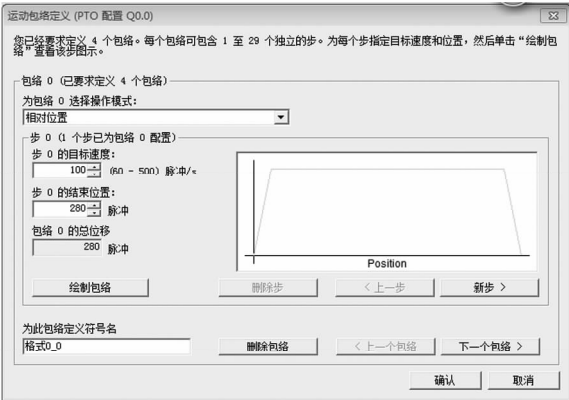 运动包络定义 (PTO 配置 Q0.0)
您已经要求定义 4 个包络。每个包络可包含 1 至 29 个独立的步。为每个步指定目标速度和位置，然后单击“绘制包
络”查看该步图示。
包络 0 (已要求定义 4 个包络)
为包络 0 选择操作模式:
相对位置
步 0 (1 个步已为包络 0 配置)
步 0 的目标速度:
100 (60 - 500) 脉冲/s
步 0 的结束位置:
280 脉冲
包络 0 的总位移
280 脉冲
Position
绘制包络 删除步 < 上一步 新步 >
为此包络定义符号名
格式0_0 删除包络 < 上一个包络 下一个包络 >
确认 取消